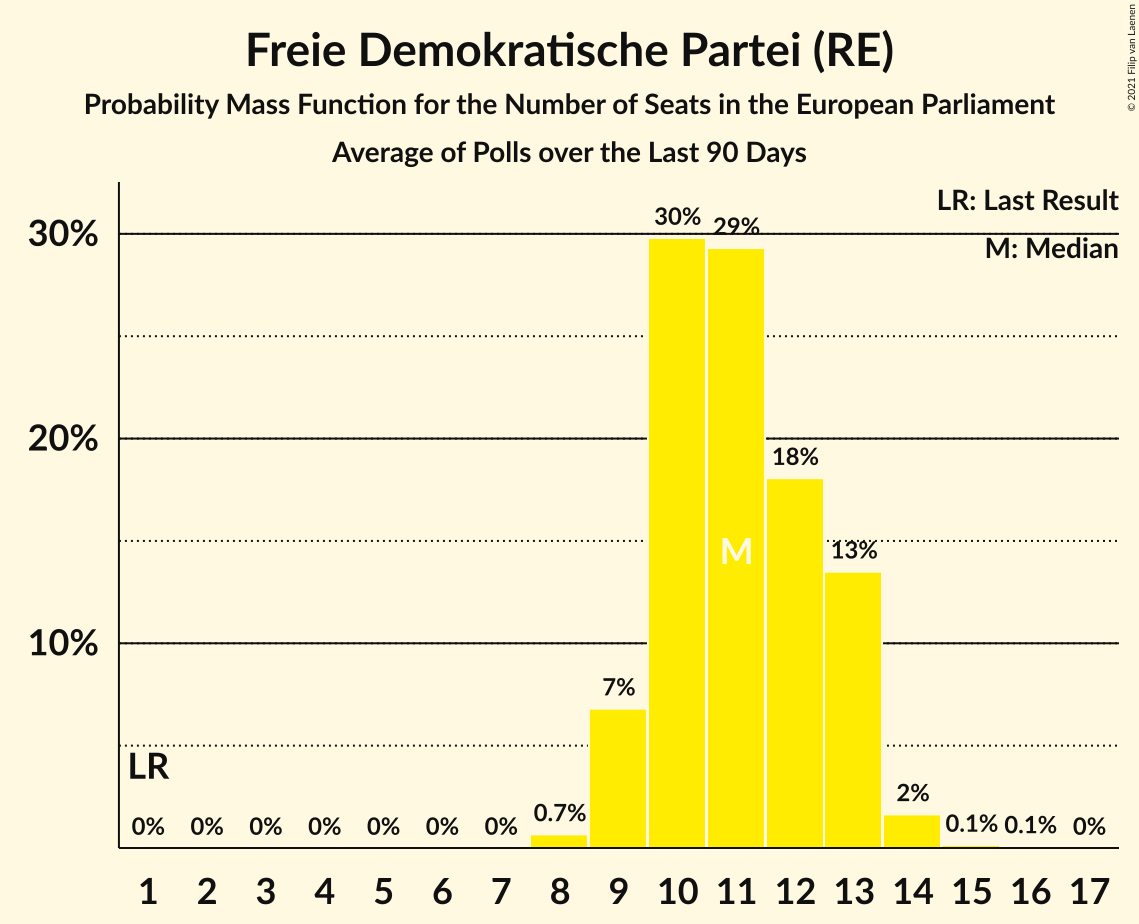 Freie Demokratische Partei (RE)
Probability Mass Function for the Number of Seats in the European Parliament
Average of Polls over the Last 90 Days
© 2021 Filip van Laenen
LR: Last Result
M: Median
30%
20%
10%
30%
29%
18%
M
13%
7%
LR
0% 0% 0% 0% 0% 0% 0% 0.7% 2% 0.1% 0.1% 0%
1 2 3 4 5 6 7 8 9 10 11 12 13 14 15 16 17